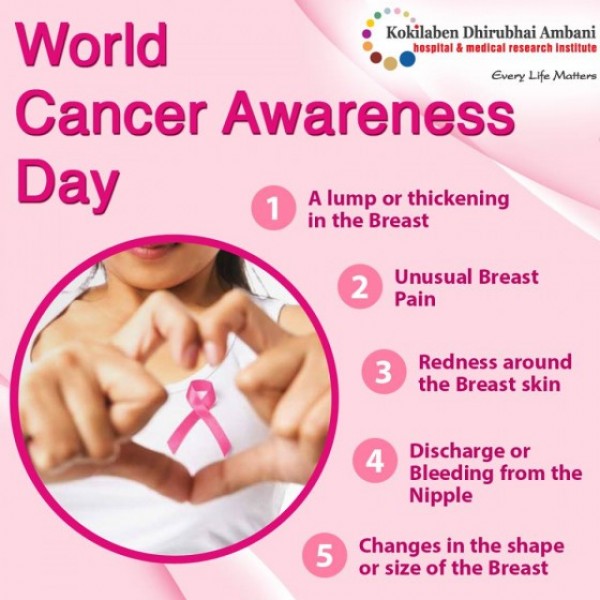 World
Cancer Awareness
Day
Kokilaben Dhirubhai Ambani
hospital & medical research institute
Every Life Matters
1 A lump or thickening
in the Breast
2 Unusual Breast
Pain
3 Redness around
the Breast skin
4 Discharge or
Bleeding from the
Nipple
5 Changes in the shape
or size of the Breast